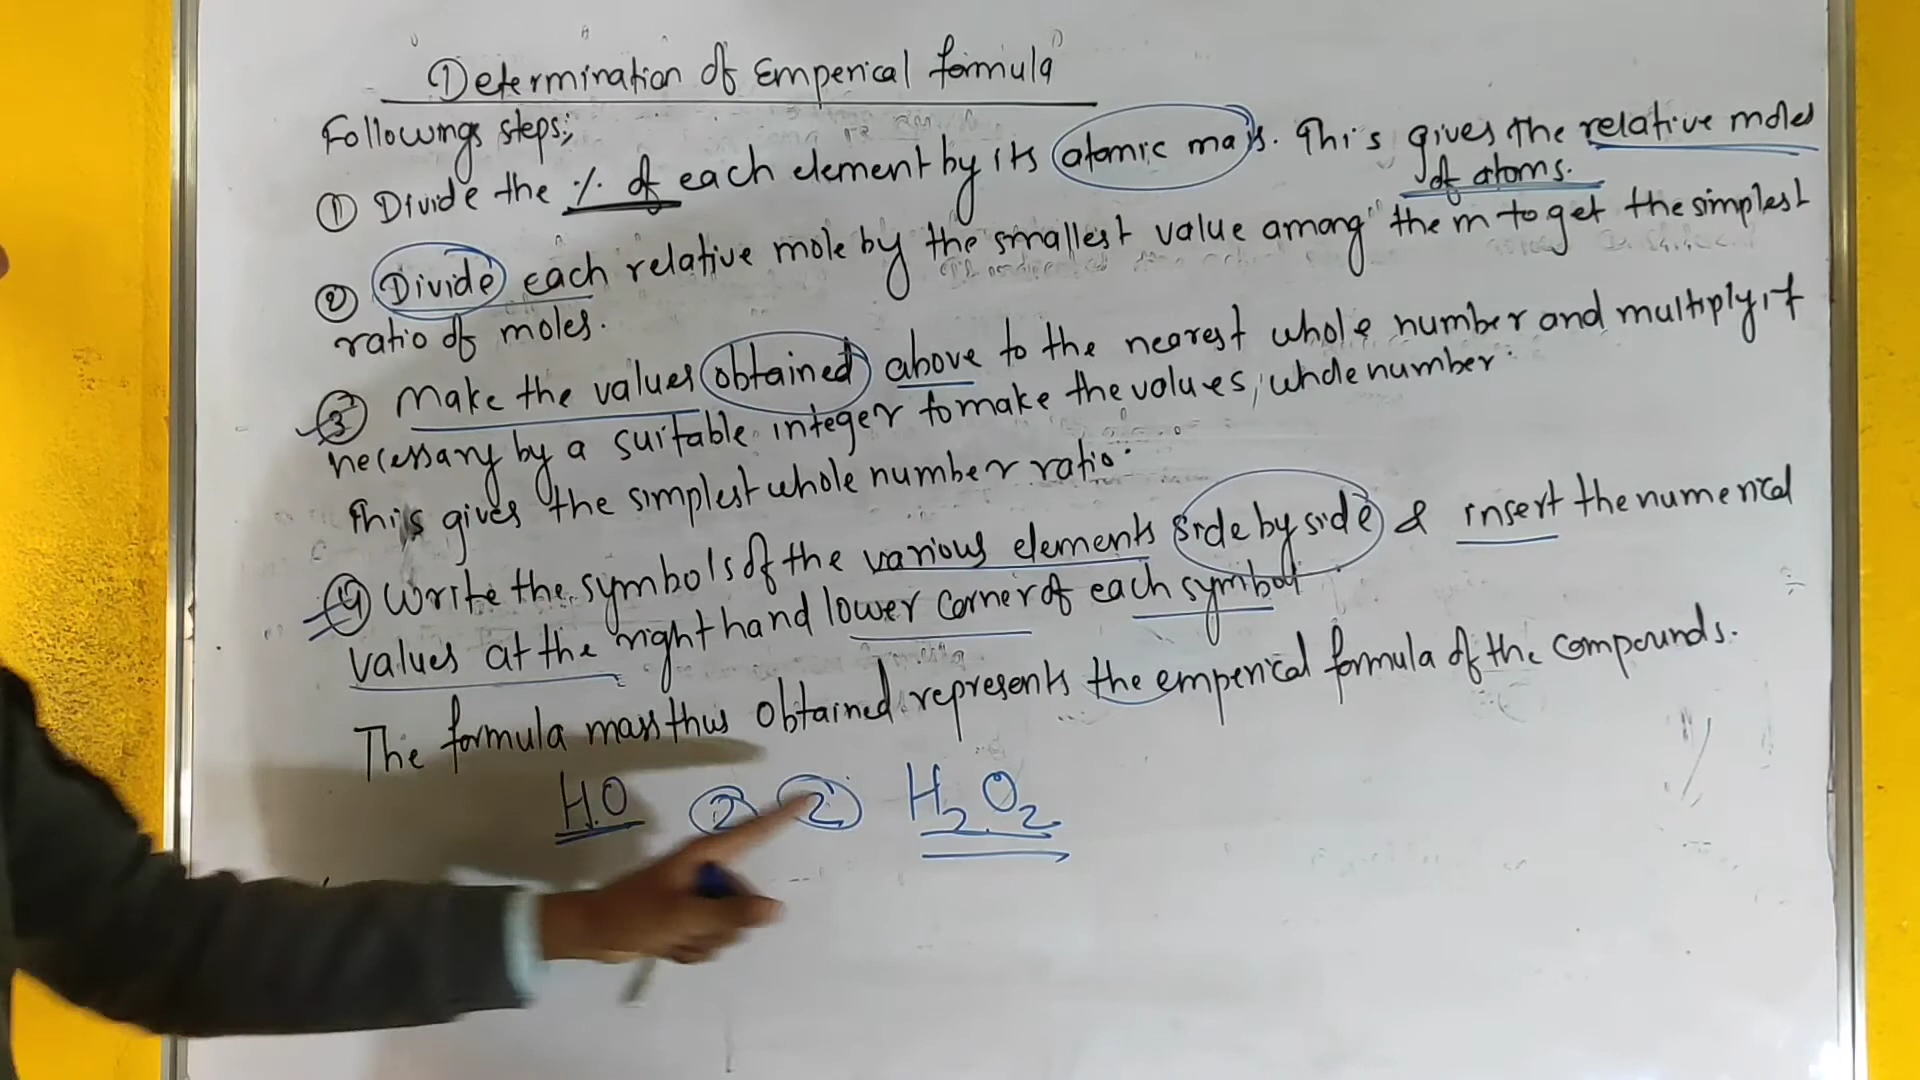 Determination of Emperical formula
Followings steps;
① Divide the % of each element by its atomic mass. This gives the relative moles
of atoms.
② Divide each relative mole by the smallest value among them to get the simplest
ratio of moles.
③ Make the values obtained above to the nearest whole number and multiply, if
necessary by a suitable integer to make the values, whole number.
This gives the simplest whole number ratio.
④ Write the symbols of the various elements side by side & insert the numerical
values at the right hand lower corner of each symbol
The formula mass thus obtained represents the emperical formula of the compounds.
HO ② ② H₂O₂